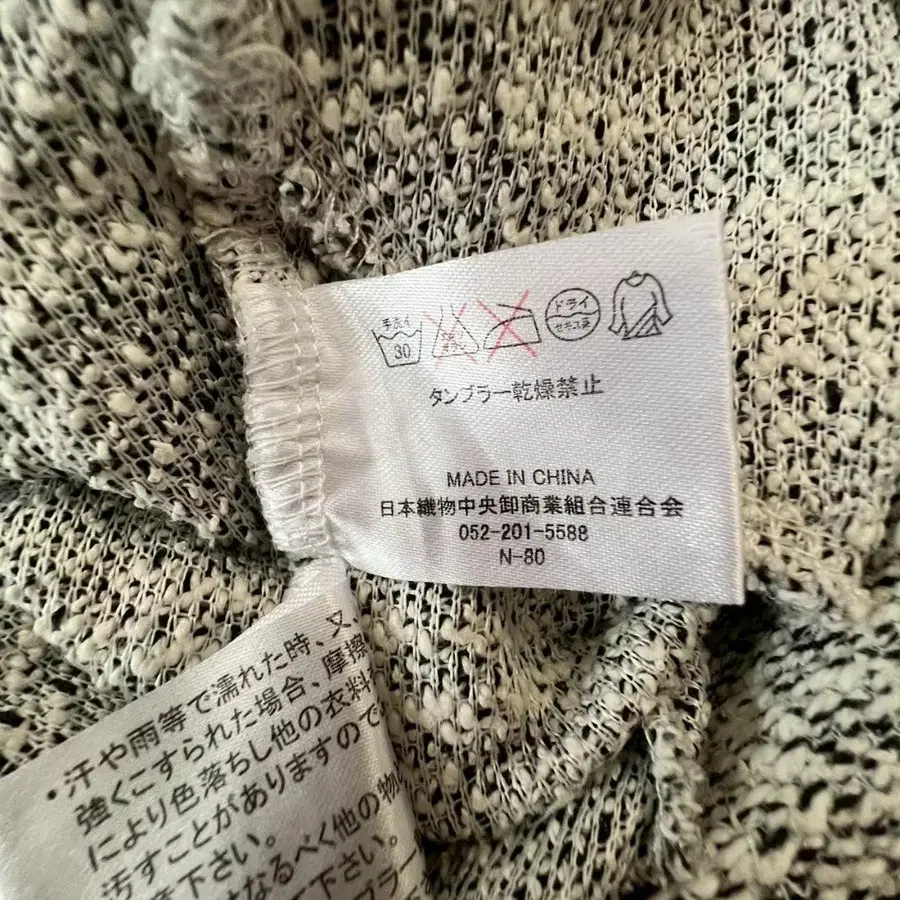 手洗イ
30
ドライ
セキユ系
タンブラー乾燥禁止
MADE IN CHINA
日本織物中央卸商業組合連合会
052-201-5588
N-80
・汗や雨等で濡れた時、又、
強くこすられた場合、摩擦
により色落ちし他の衣料
汚すことがありますので
下さい。
なるべく他の物
下さい。